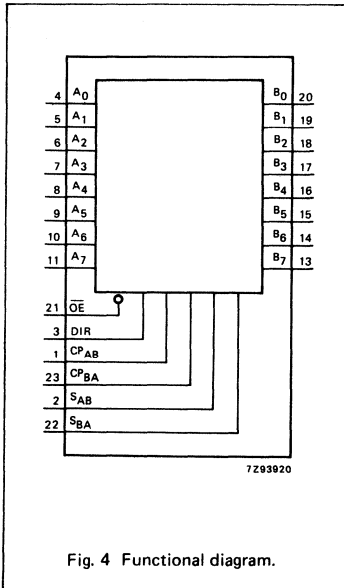 4 A0 B0 20
5 A1 B1 19
6 A2 B2 18
7 A3 B3 17
8 A4 B4 16
9 A5 B5 15
10 A6 B6 14
11 A7 B7 13
21 O̅E̅
3 DIR
1 CPAB
23 CPBA
2 SAB
22 SBA
7Z93920
Fig. 4 Functional diagram.